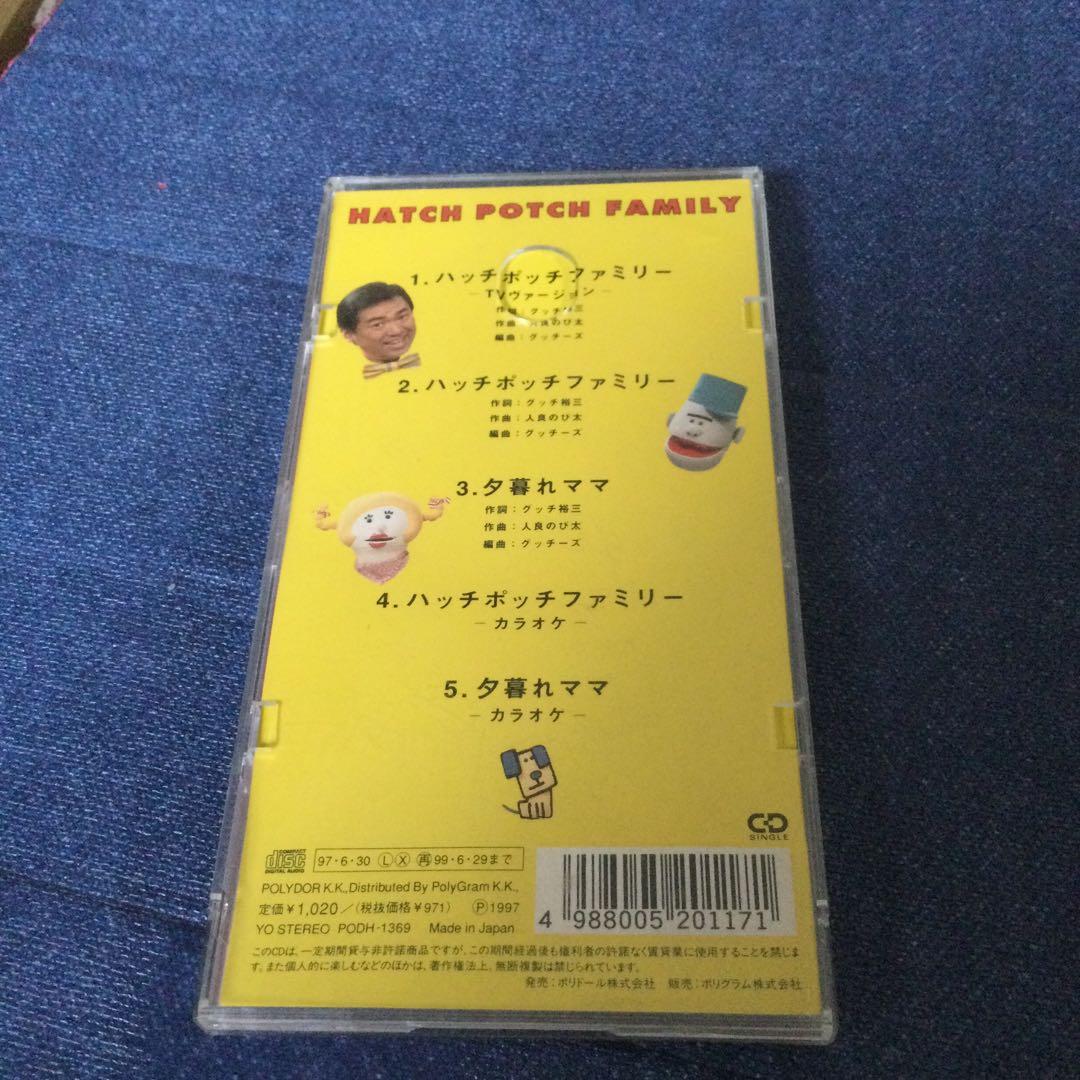 HATCH POTCH FAMILY
1.ハッチポッチファミリー
－TVヴァージョン－
作詞：グッチ裕三
作曲：人良のび太
編曲：グッチーズ
2.ハッチポッチファミリー
作詞：グッチ裕三
作曲：人良のび太
編曲：グッチーズ
3.夕暮れママ
作詞：グッチ裕三
作曲：人良のび太
編曲：グッチーズ
4.ハッチポッチファミリー
－カラオケ－
5.夕暮れママ
－カラオケ－
CD
SINGLE
COMPACT
disc
DIGITAL AUDIO
97・6・30 Ⓛ Ⓧ ㊥99・6・29まで
POLYDOR K.K.,Distributed By PolyGram K.K.,
定価￥1,020／(税抜価格￥971) Ⓟ1997
YO STEREO PODH-1369 Made in Japan
4 988005 201171
このCDは、一定期間貸与非許諾商品ですが、この期間経過後も権利者の許諾なく賃貸業に使用することを禁じま
す。また個人的に楽しむなどのほかは、著作権法上、無断複製は禁じられています。
発売：ポリドール株式会社 販売：ポリグラム株式会社